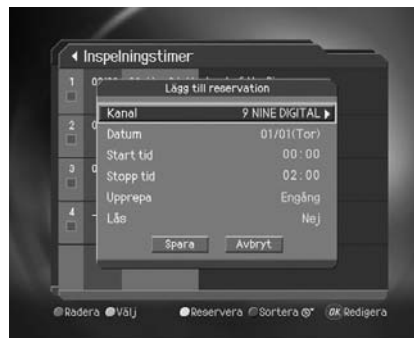 Inspelningstimer
1
Lägg till reservation
Kanal 9 NINE DIGITAL
2
Datum 01/01(Tor)
Start tid 00:00
3
Stopp tid 02:00
Upprepa Engång
4
Lås Nej
Spara Avbryt
Radera Välj Reservera Sortera OK Redigera